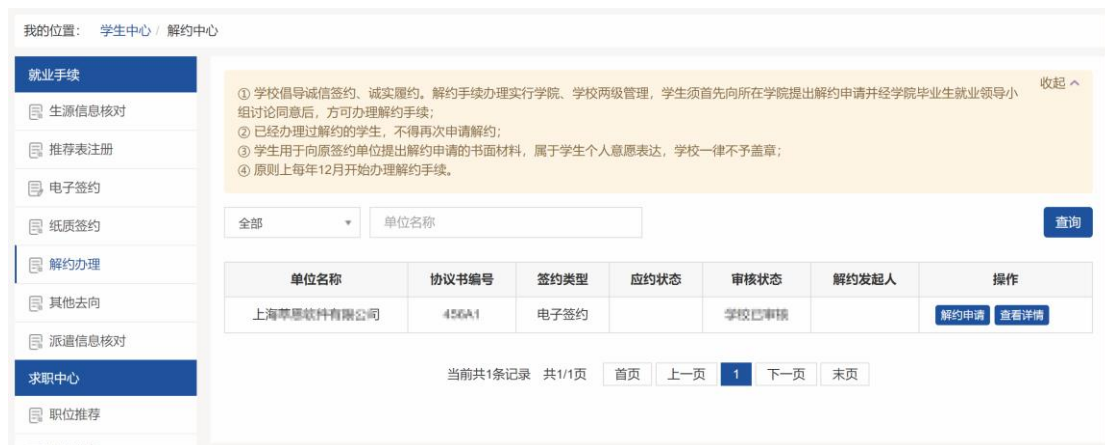 我的位置： 学生中心 / 解约中心
就业手续
生源信息核对
推荐表注册
电子签约
纸质签约
解约办理
其他去向
派遣信息核对
求职中心
职位推荐
收起
① 学校倡导诚信签约、诚实履约。解约手续办理实行学院、学校两级管理，学生须首先向所在学院提出解约申请并经学院毕业生就业领导小
组讨论同意后，方可办理解约手续；
② 已经办理过解约的学生，不得再次申请解约；
③ 学生用于向原签约单位提出解约申请的书面材料，属于学生个人意愿表达，学校一律不予盖章；
④ 原则上每年12月开始办理解约手续。
全部 单位名称 查询
单位名称 协议书编号 签约类型 应约状态 审核状态 解约发起人 操作
上海 有限公司 电子签约 学校已审核 解约申请 查看详情
当前共1条记录 共1/1页 首页 上一页 1 下一页 末页